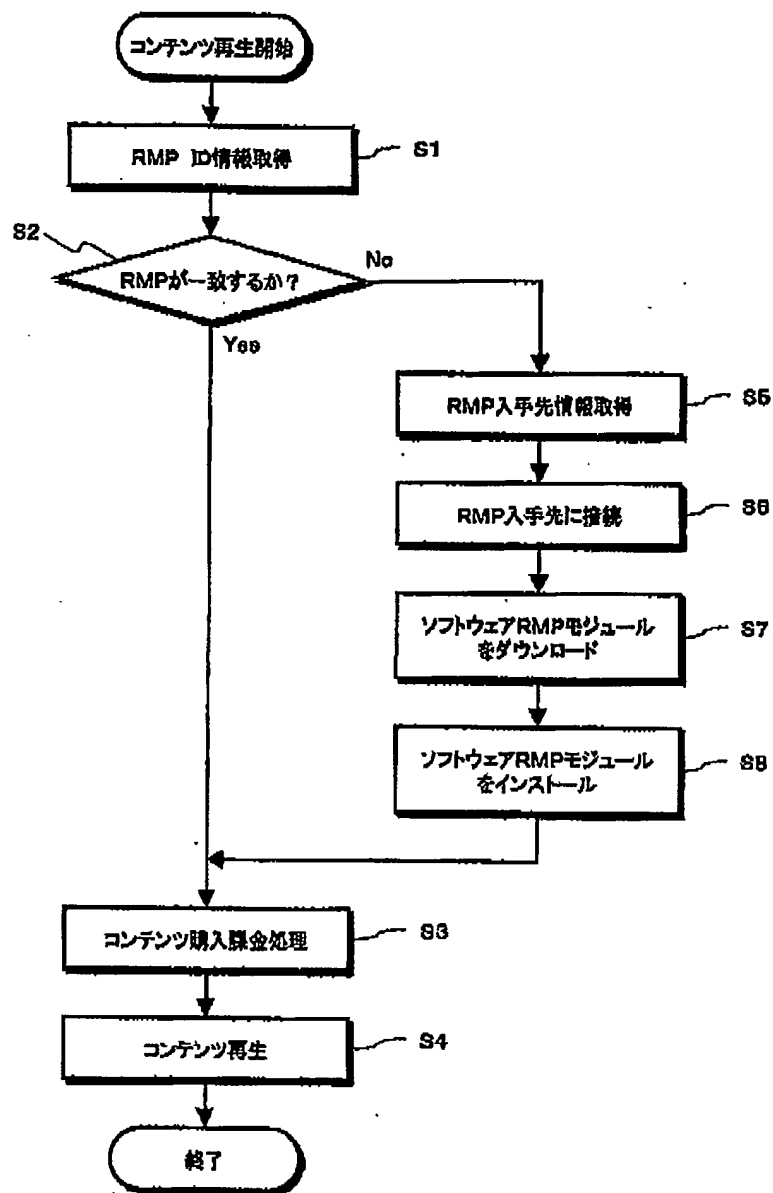 コンテンツ再生開始
RMP ID情報取得
S1
S2
RMPが一致するか?
No
Yes
RMP入手先情報取得
S5
RMP入手先に接続
S6
ソフトウェアRMPモジュール
をダウンロード
S7
ソフトウェアRMPモジュール
をインストール
S8
コンテンツ購入課金処理
S3
コンテンツ再生
S4
終了